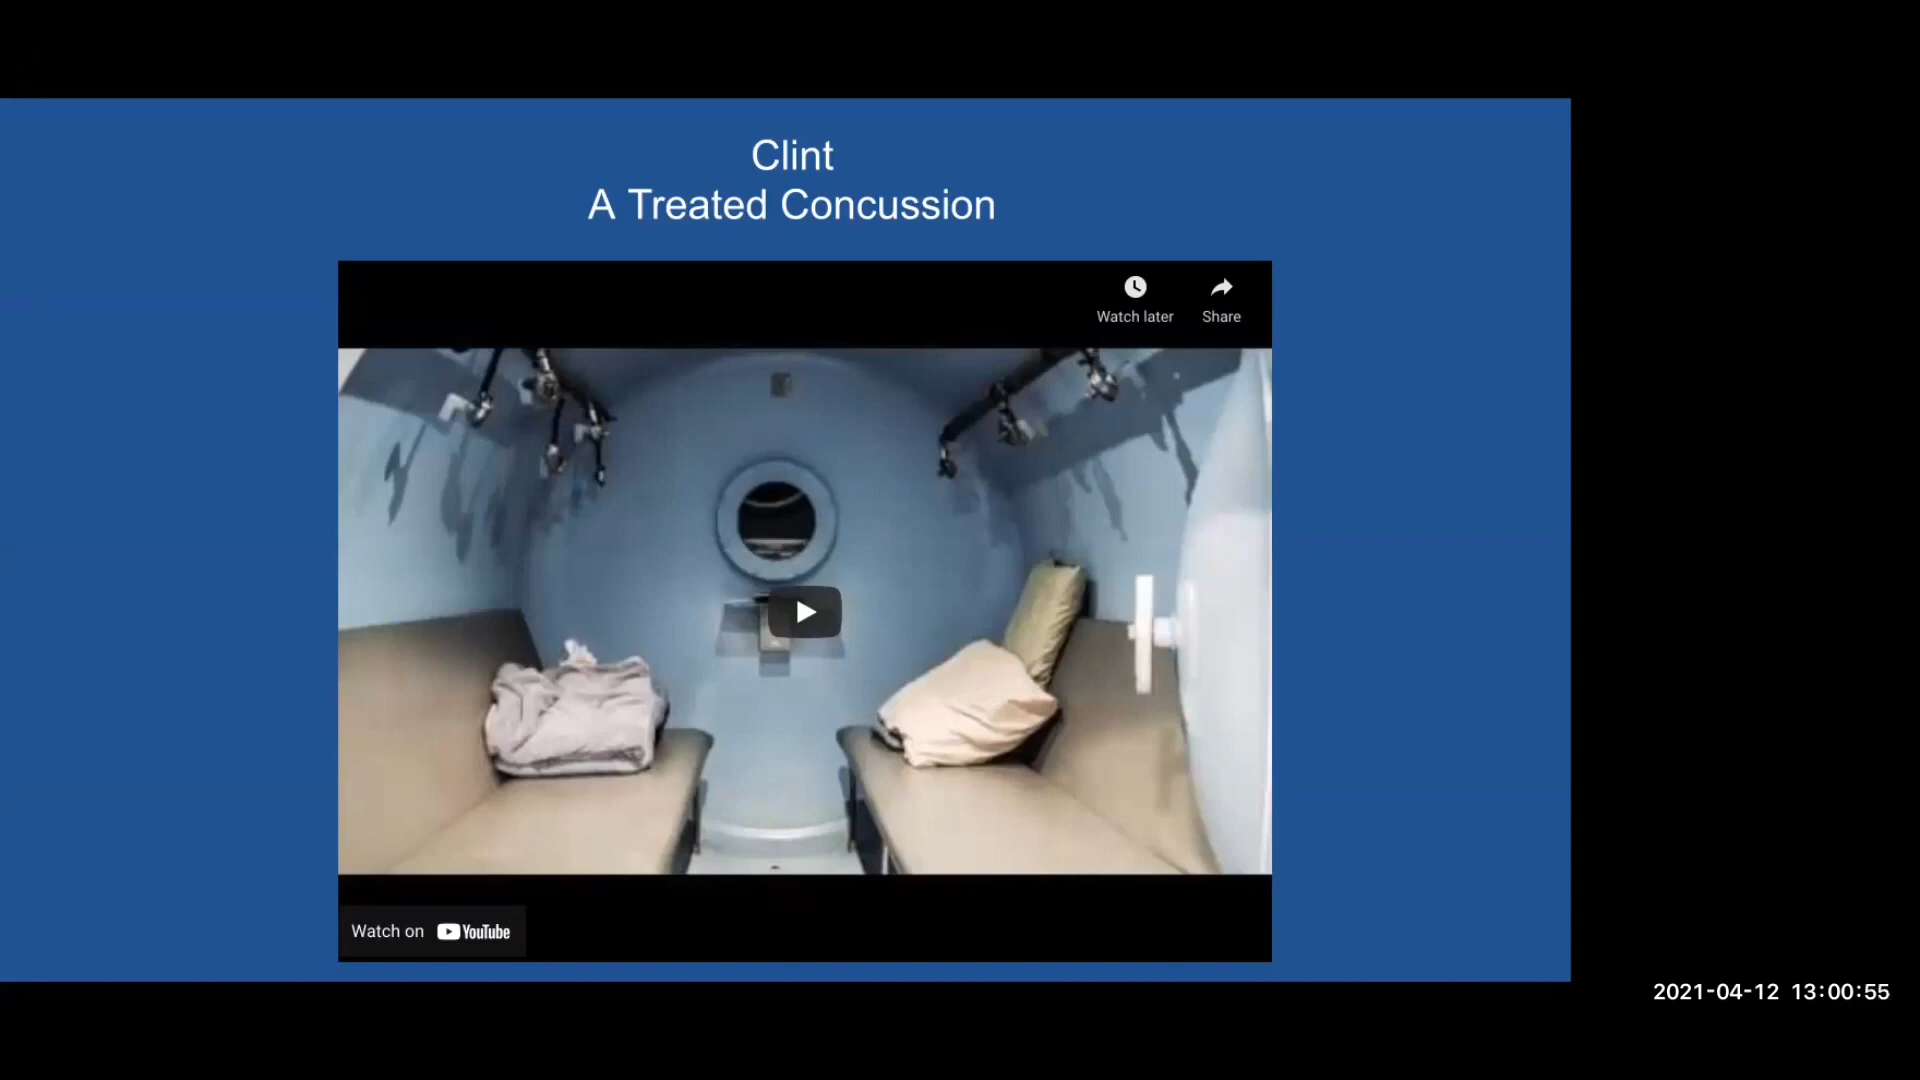 Clint
A Treated Concussion
Watch later
Share
Watch on YouTube
2021-04-12 13:00:55